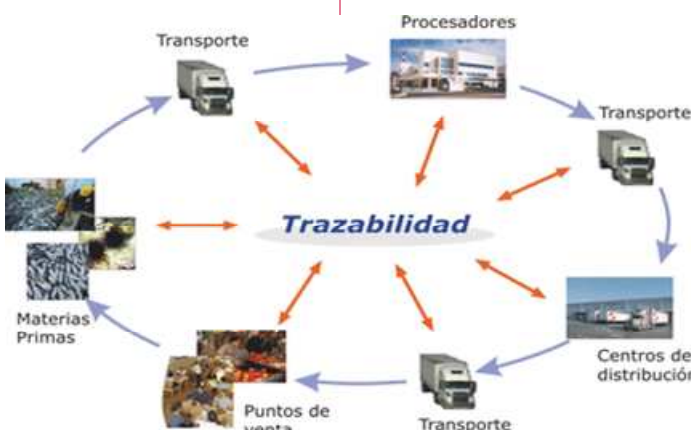 Procesadores
Transporte
Transporte
Trazabilidad
Materias
Primas
Centros de
distribución
Puntos de
venta
Transporte